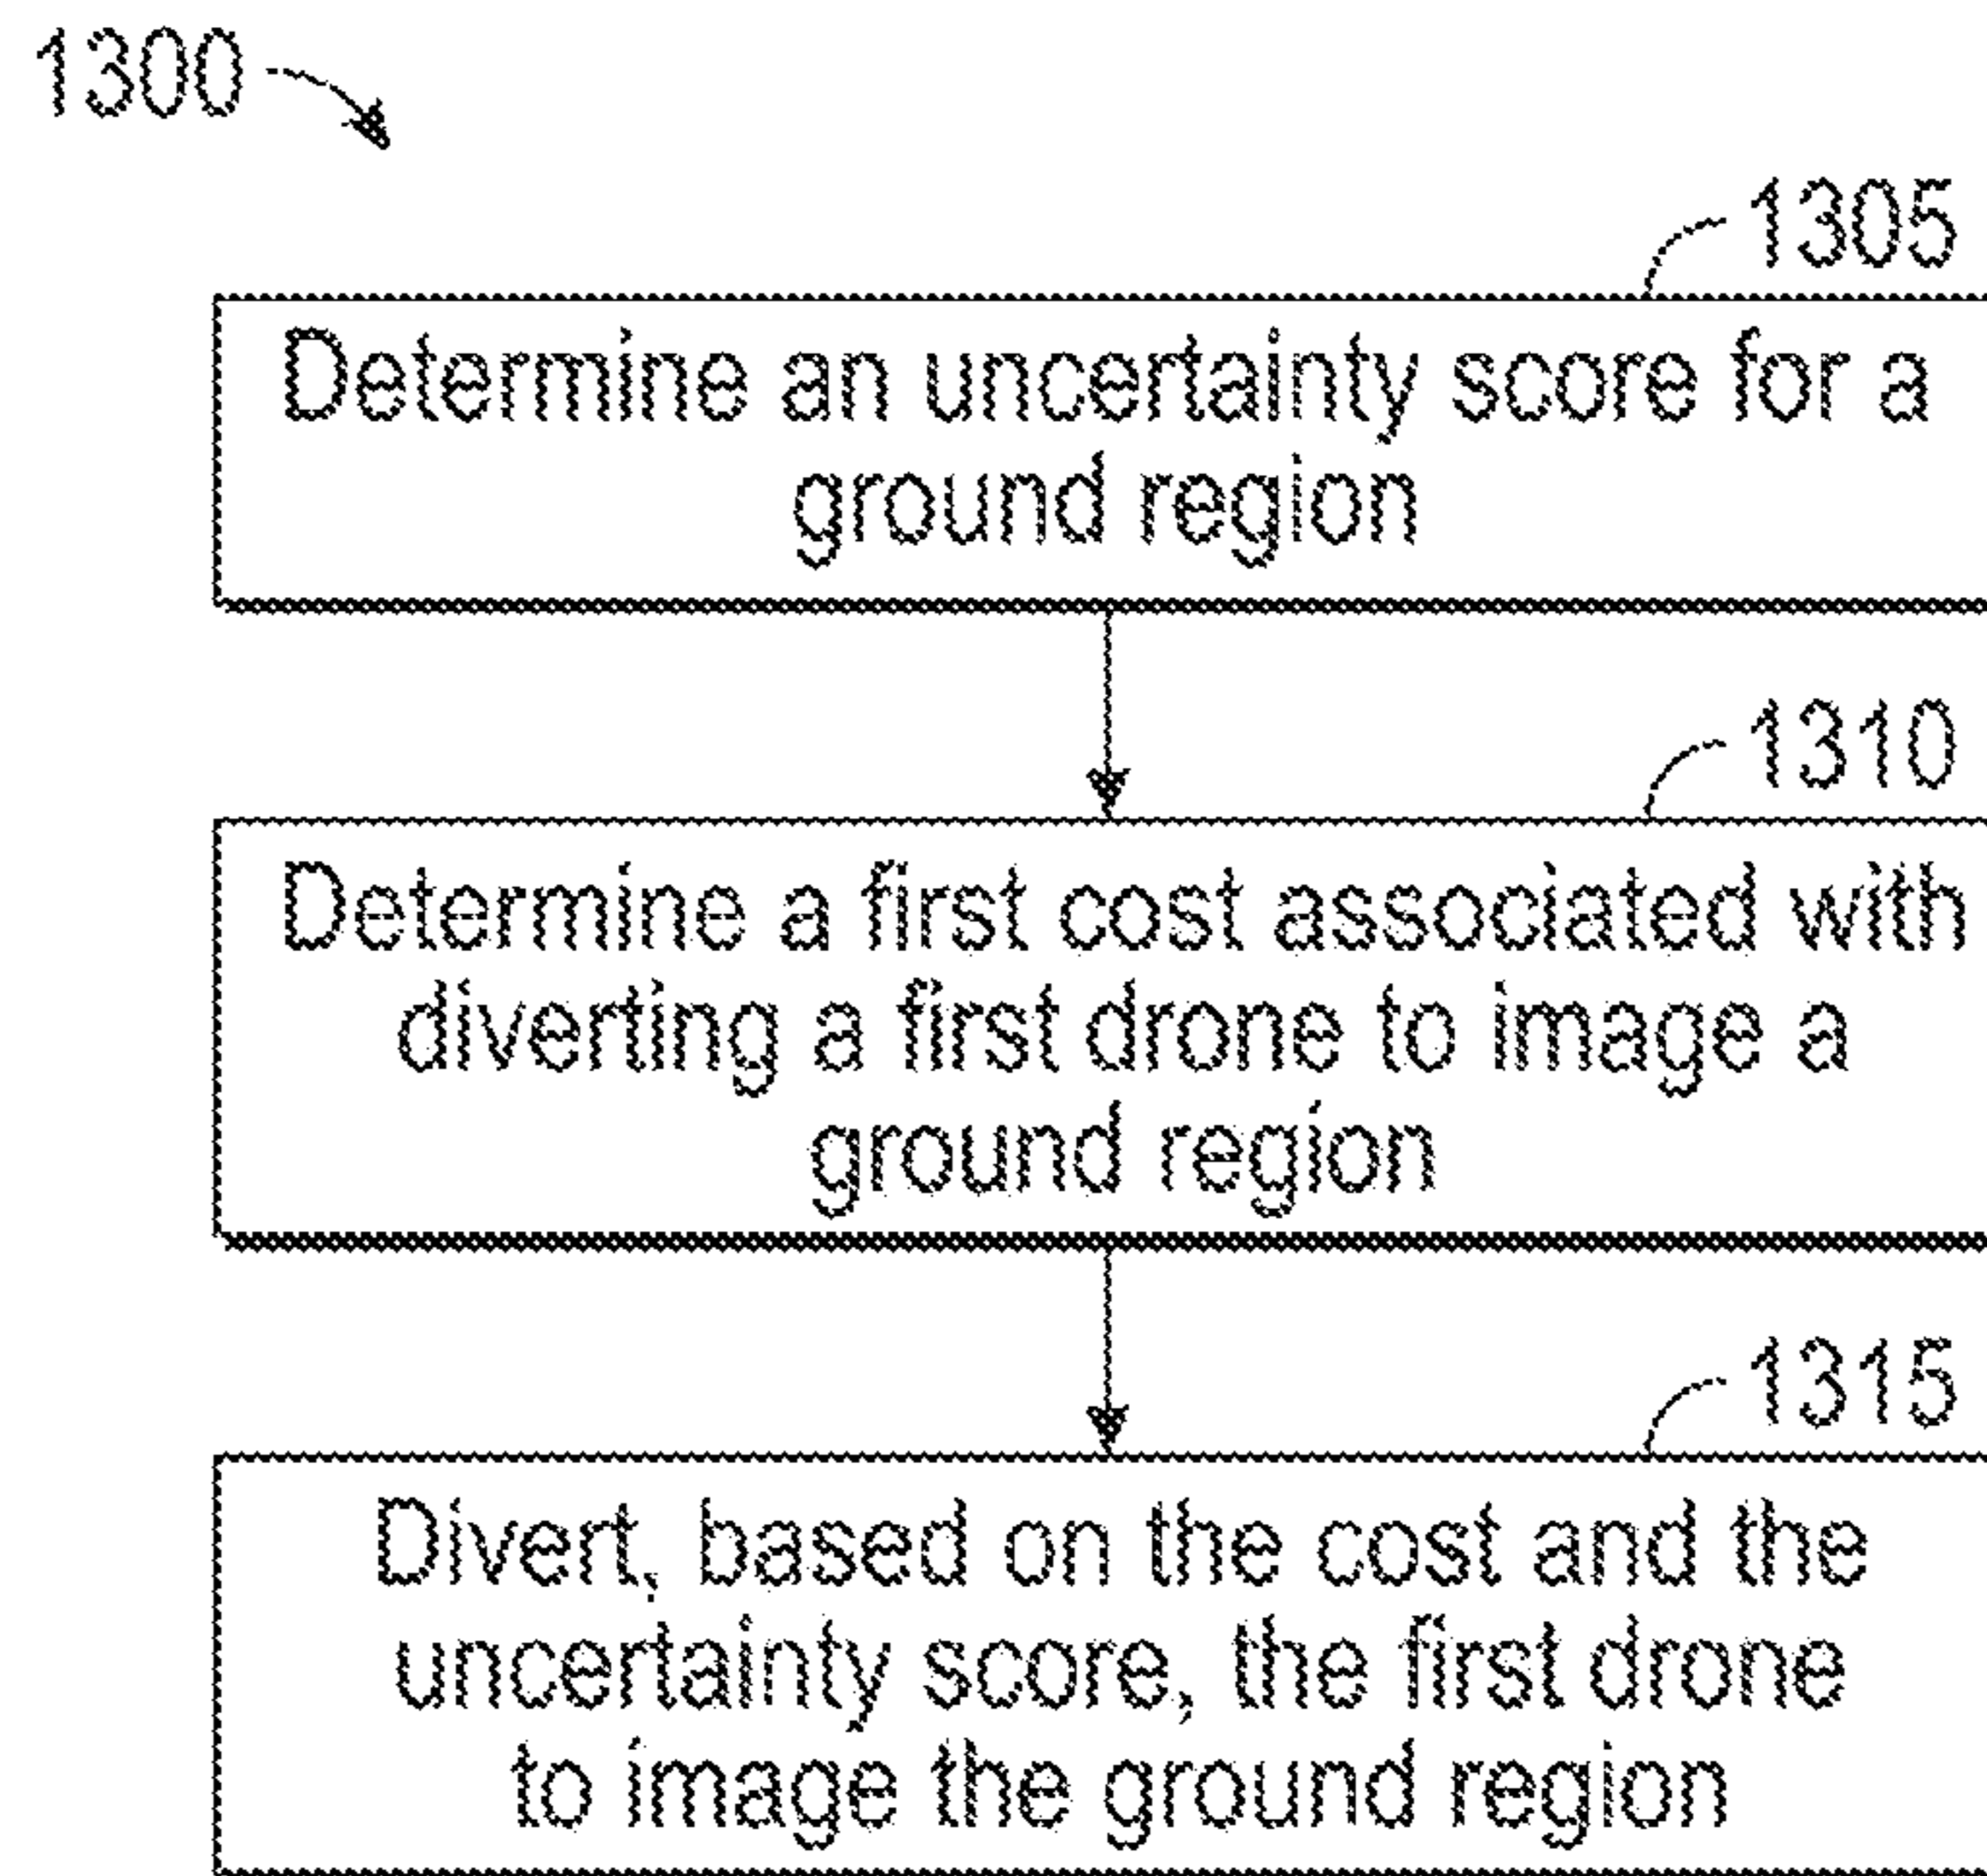 1300
1305
Determine an uncertainty score for a
ground region
1310
Determine a first cost associated with
diverting a first drone to image a
ground region
1315
Divert, based on the cost and the
uncertainty score, the first drone
to image the ground region